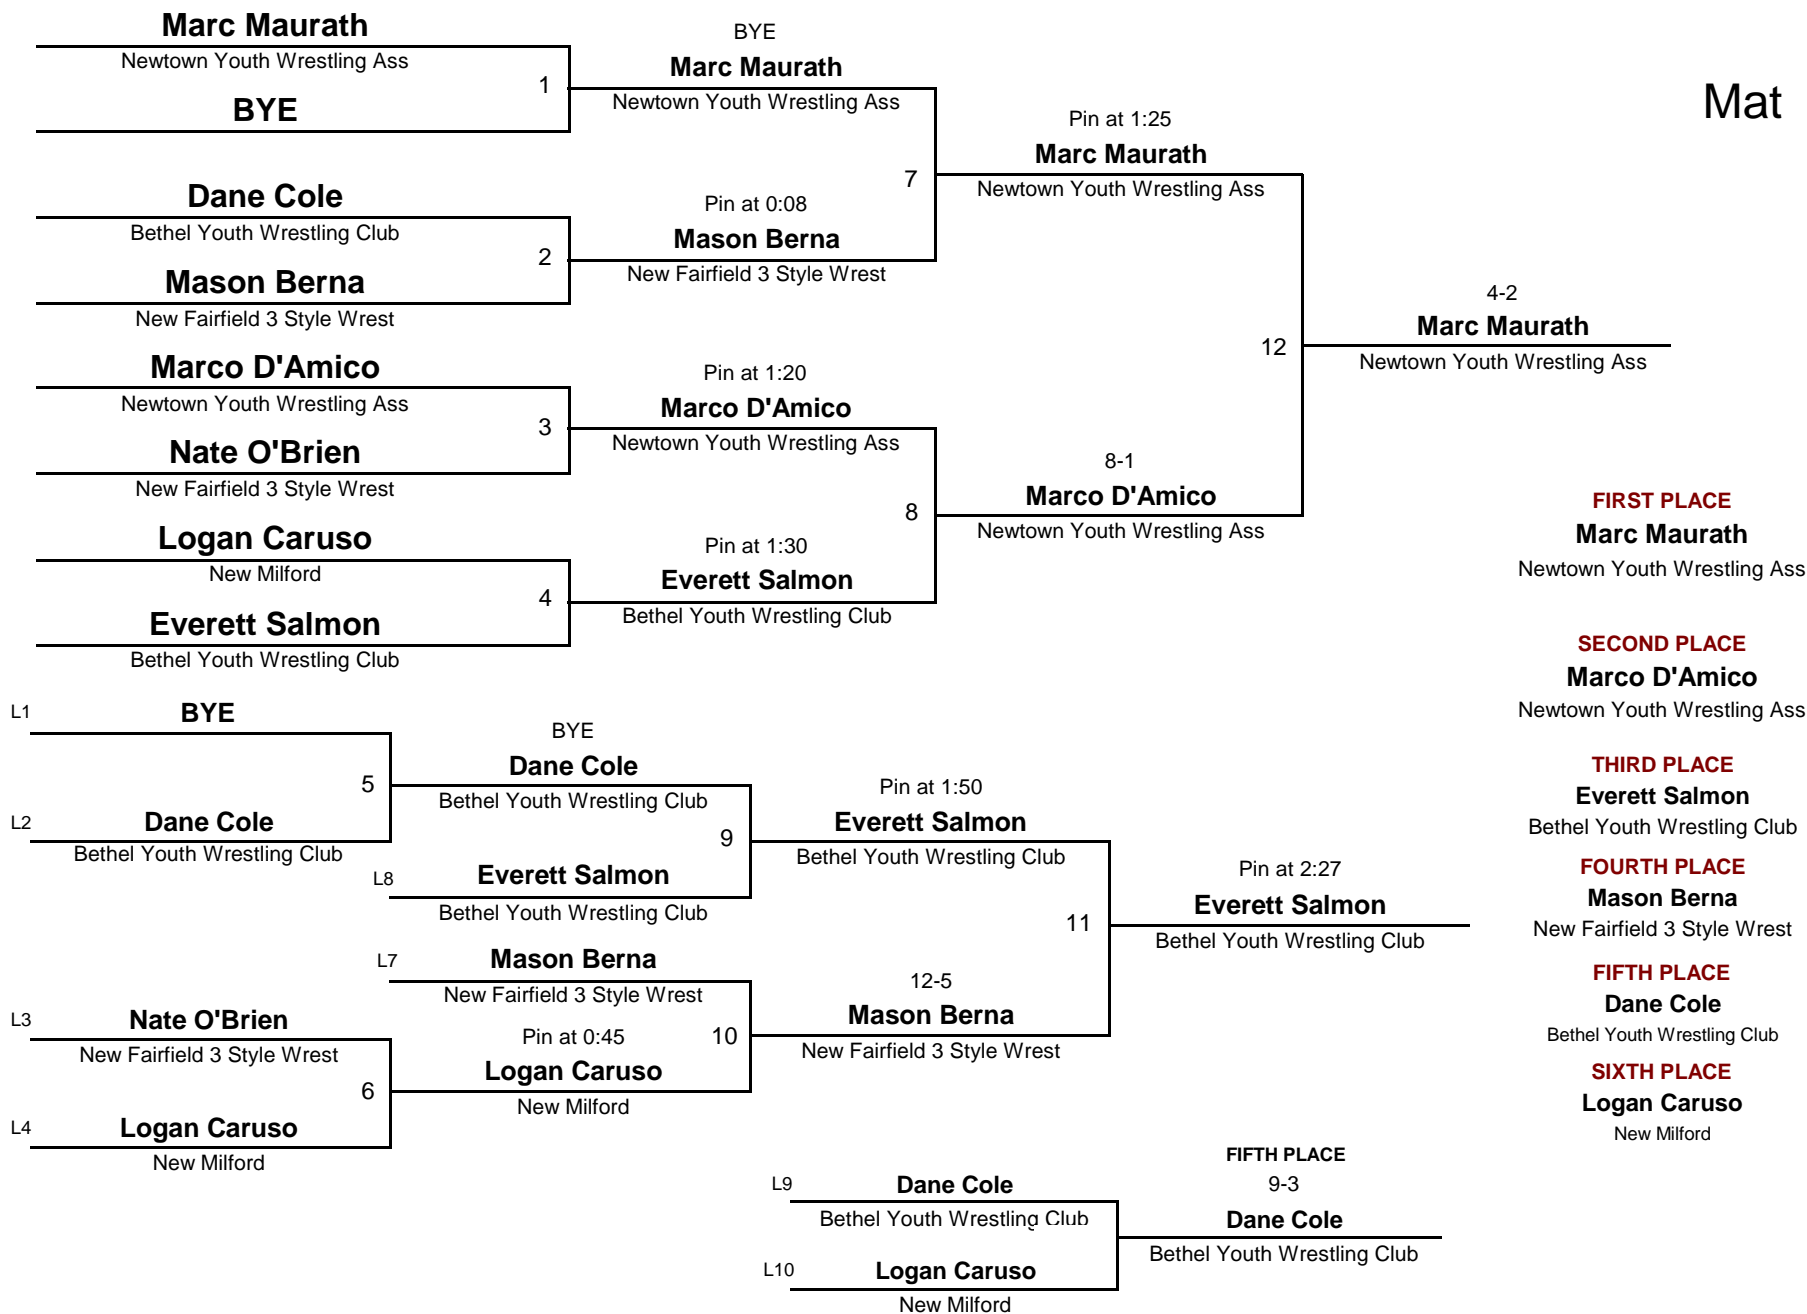 Marc Maurath
Newtown Youth Wrestling Ass
1
BYE
BYE
Marc Maurath
Newtown Youth Wrestling Ass
Mat
Dane Cole
Bethel Youth Wrestling Club
2
Mason Berna
New Fairfield 3 Style Wrest
Pin at 0:08
Mason Berna
New Fairfield 3 Style Wrest
7
Pin at 1:25
Marc Maurath
Newtown Youth Wrestling Ass
Marco D'Amico
Newtown Youth Wrestling Ass
3
Nate O'Brien
New Fairfield 3 Style Wrest
Pin at 1:20
Marco D'Amico
Newtown Youth Wrestling Ass
Logan Caruso
New Milford
4
Everett Salmon
Bethel Youth Wrestling Club
Pin at 1:30
Everett Salmon
Bethel Youth Wrestling Club
8
8-1
Marco D'Amico
Newtown Youth Wrestling Ass
12
4-2
Marc Maurath
Newtown Youth Wrestling Ass
FIRST PLACE
Marc Maurath
Newtown Youth Wrestling Ass
SECOND PLACE
Marco D'Amico
Newtown Youth Wrestling Ass
THIRD PLACE
Everett Salmon
Bethel Youth Wrestling Club
FOURTH PLACE
Mason Berna
New Fairfield 3 Style Wrest
FIFTH PLACE
Dane Cole
Bethel Youth Wrestling Club
SIXTH PLACE
Logan Caruso
New Milford
L1
BYE
5
L2
Dane Cole
Bethel Youth Wrestling Club
BYE
Dane Cole
Bethel Youth Wrestling Club
9
L8
Everett Salmon
Bethel Youth Wrestling Club
Pin at 1:50
Everett Salmon
Bethel Youth Wrestling Club
L7
Mason Berna
New Fairfield 3 Style Wrest
L3
Nate O'Brien
New Fairfield 3 Style Wrest
6
L4
Logan Caruso
New Milford
Pin at 0:45
Logan Caruso
New Milford
10
12-5
Mason Berna
New Fairfield 3 Style Wrest
11
Pin at 2:27
Everett Salmon
Bethel Youth Wrestling Club
L9
Dane Cole
Bethel Youth Wrestling Club
L10
Logan Caruso
New Milford
FIFTH PLACE
9-3
Dane Cole
Bethel Youth Wrestling Club